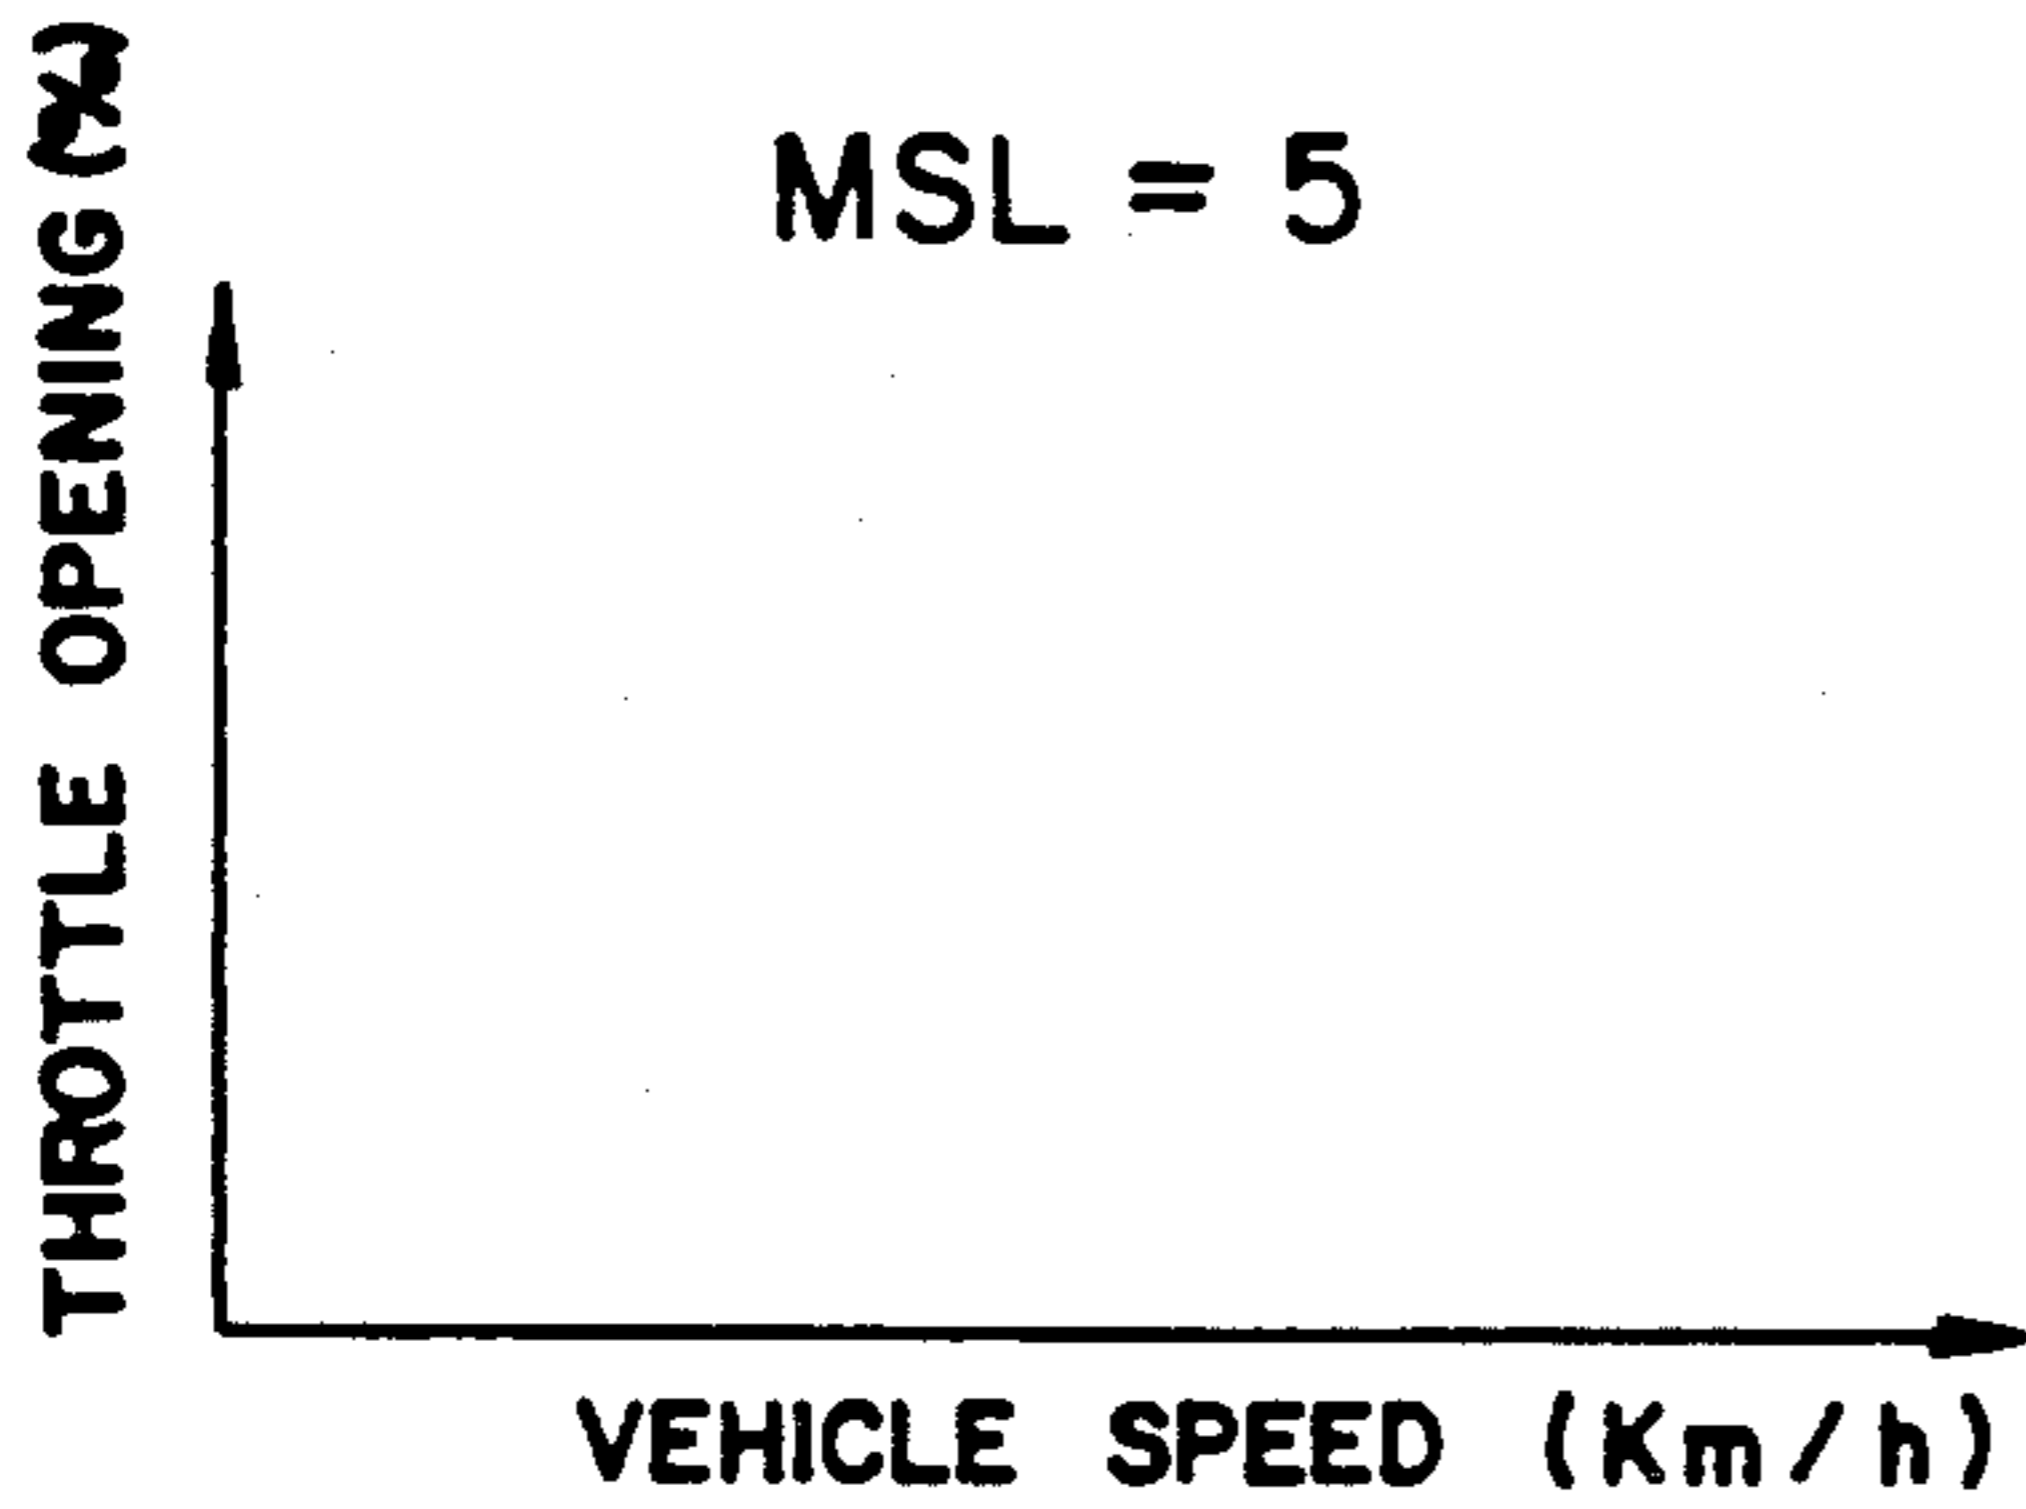 MSL = 5
THROTTLE OPENING (%)
VEHICLE SPEED (Km/h)